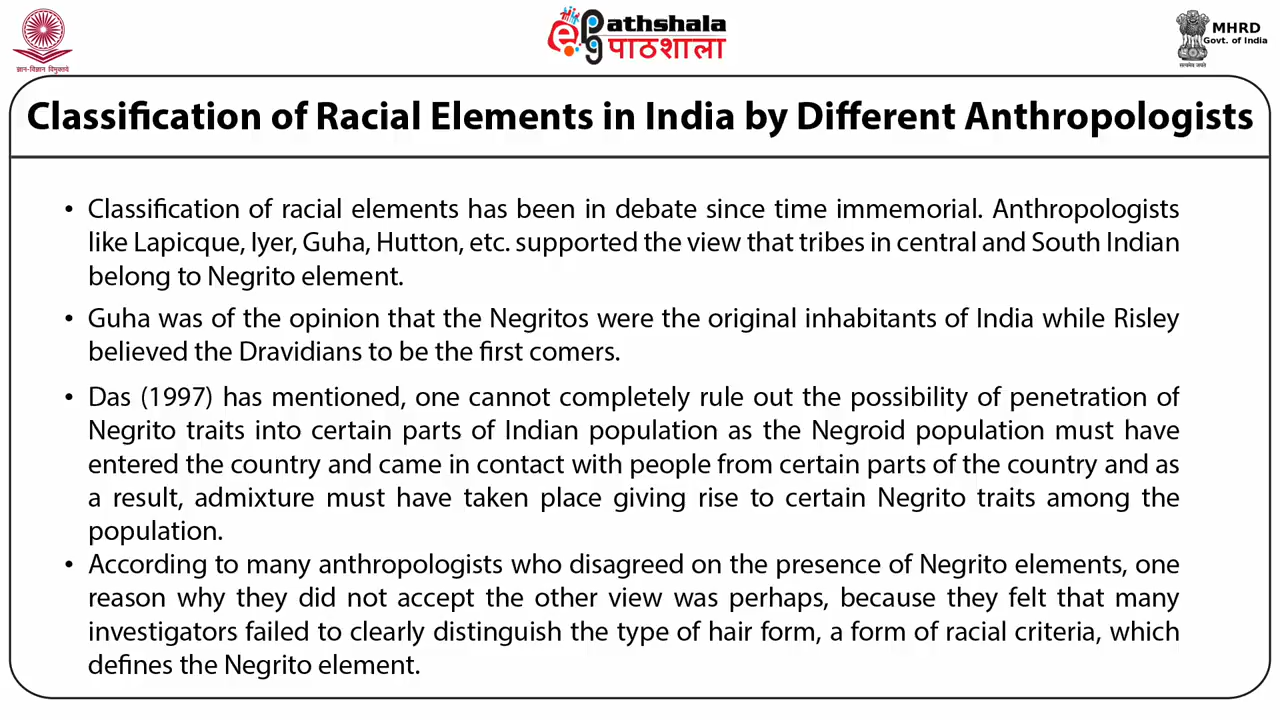 ज्ञान-विज्ञान विमुक्तये
epathshala
पाठशाला
MHRD
Govt. of India
सत्यमेव जयते
Classification of Racial Elements in India by Different Anthropologists
• Classification of racial elements has been in debate since time immemorial. Anthropologists
like Lapicque, Iyer, Guha, Hutton, etc. supported the view that tribes in central and South Indian
belong to Negrito element.
• Guha was of the opinion that the Negritos were the original inhabitants of India while Risley
believed the Dravidians to be the first comers.
• Das (1997) has mentioned, one cannot completely rule out the possibility of penetration of
Negrito traits into certain parts of Indian population as the Negroid population must have
entered the country and came in contact with people from certain parts of the country and as
a result, admixture must have taken place giving rise to certain Negrito traits among the
population.
• According to many anthropologists who disagreed on the presence of Negrito elements, one
reason why they did not accept the other view was perhaps, because they felt that many
investigators failed to clearly distinguish the type of hair form, a form of racial criteria, which
defines the Negrito element.